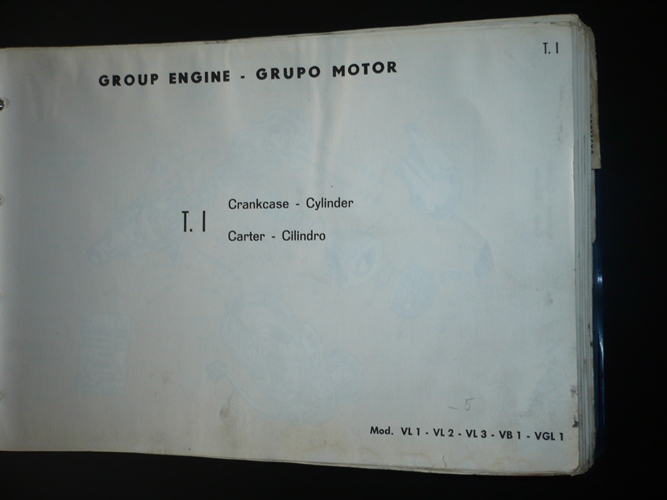 T. I
GROUP ENGINE - GRUPO MOTOR
T. I
Crankcase - Cylinder
Carter - Cilindro
- 5
Mod. VL 1 - VL 2 - VL 3 - VB 1 - VGL 1